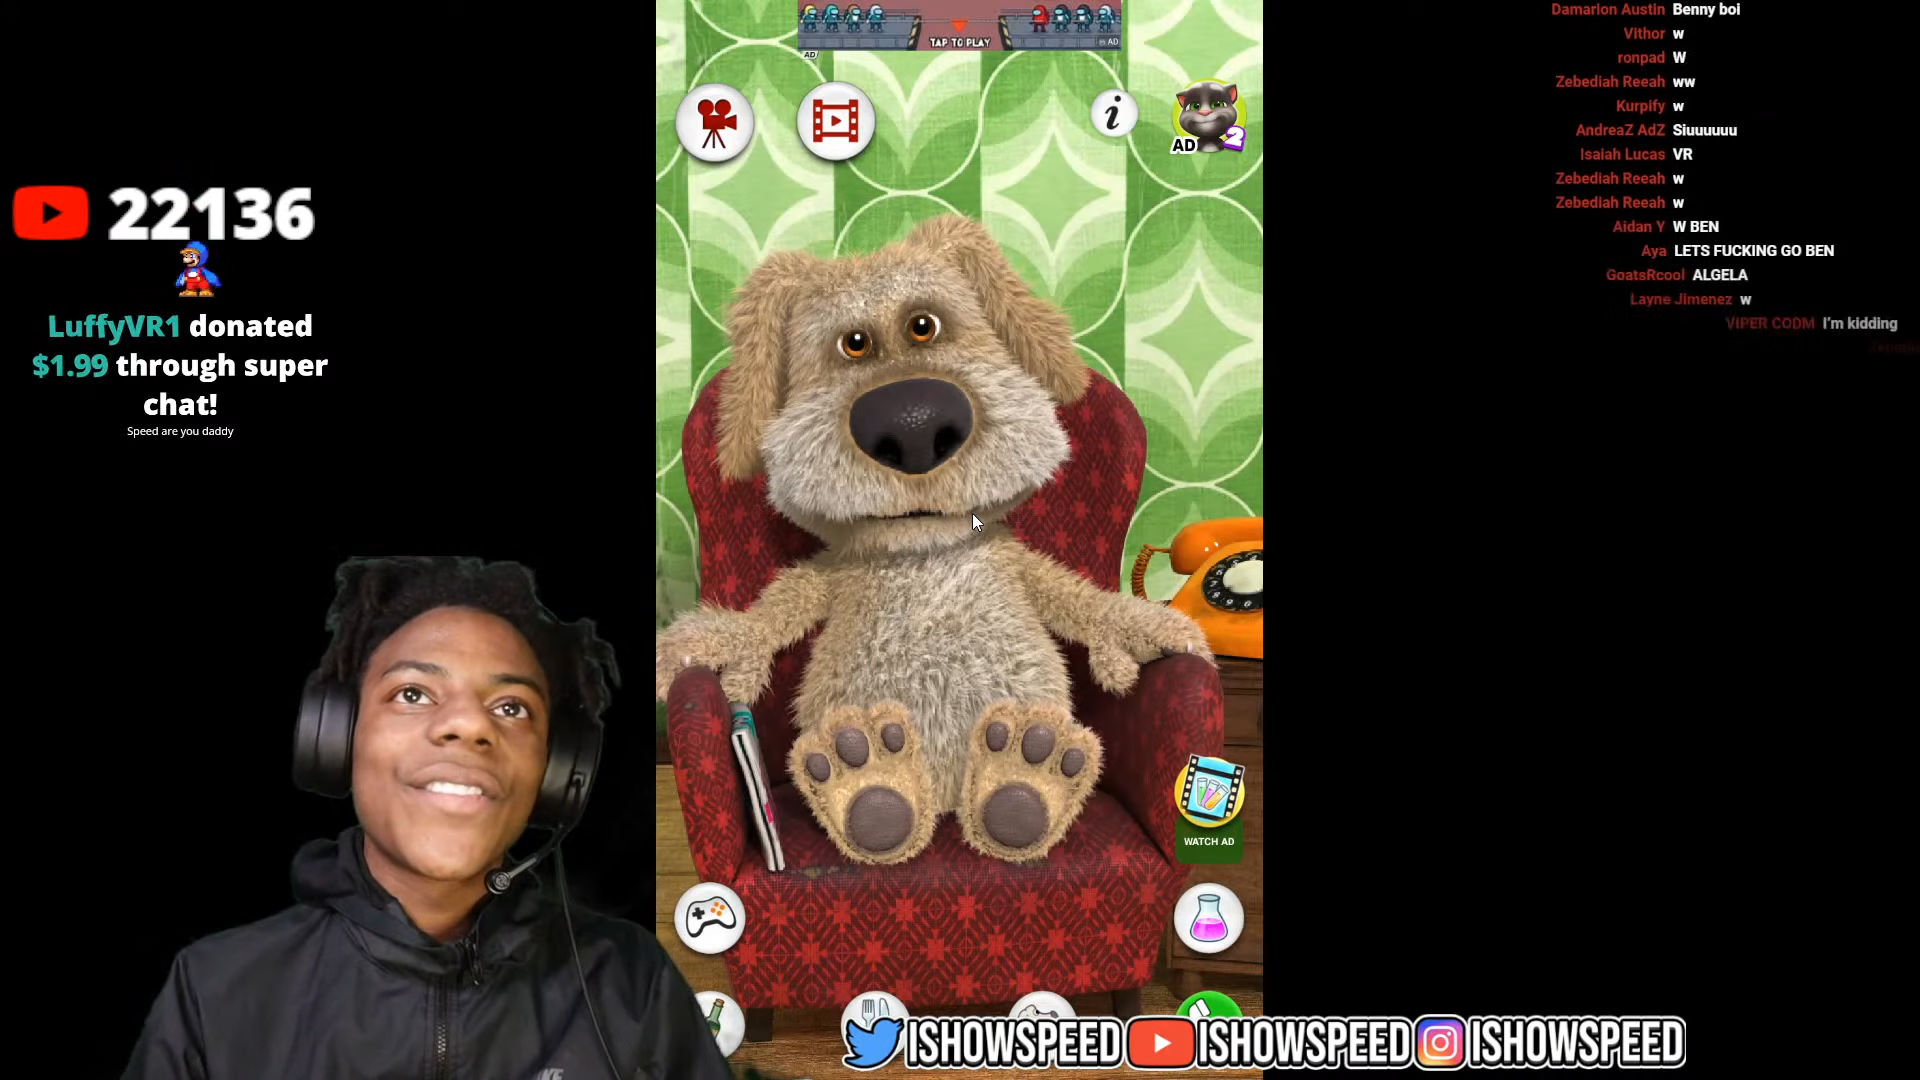 TAP TO PLAY
AD
AD
i
2
AD
22136
LuffyVR1 donated
$1.99 through super
chat!
Speed are you daddy
Damarion Austin Benny boi
Vithor w
ronpad W
Zebediah Reeah ww
Kurpify w
AndreaZ AdZ Siuuuuuu
Isaiah Lucas VR
Zebediah Reeah w
Zebediah Reeah w
Aidan Y W BEN
Aya LETS FUCKING GO BEN
GoatsRcool ALGELA
Layne Jimenez w
VIPER CODM I'm kidding
WATCH AD
ISHOWSPEED ISHOWSPEED ISHOWSPEED